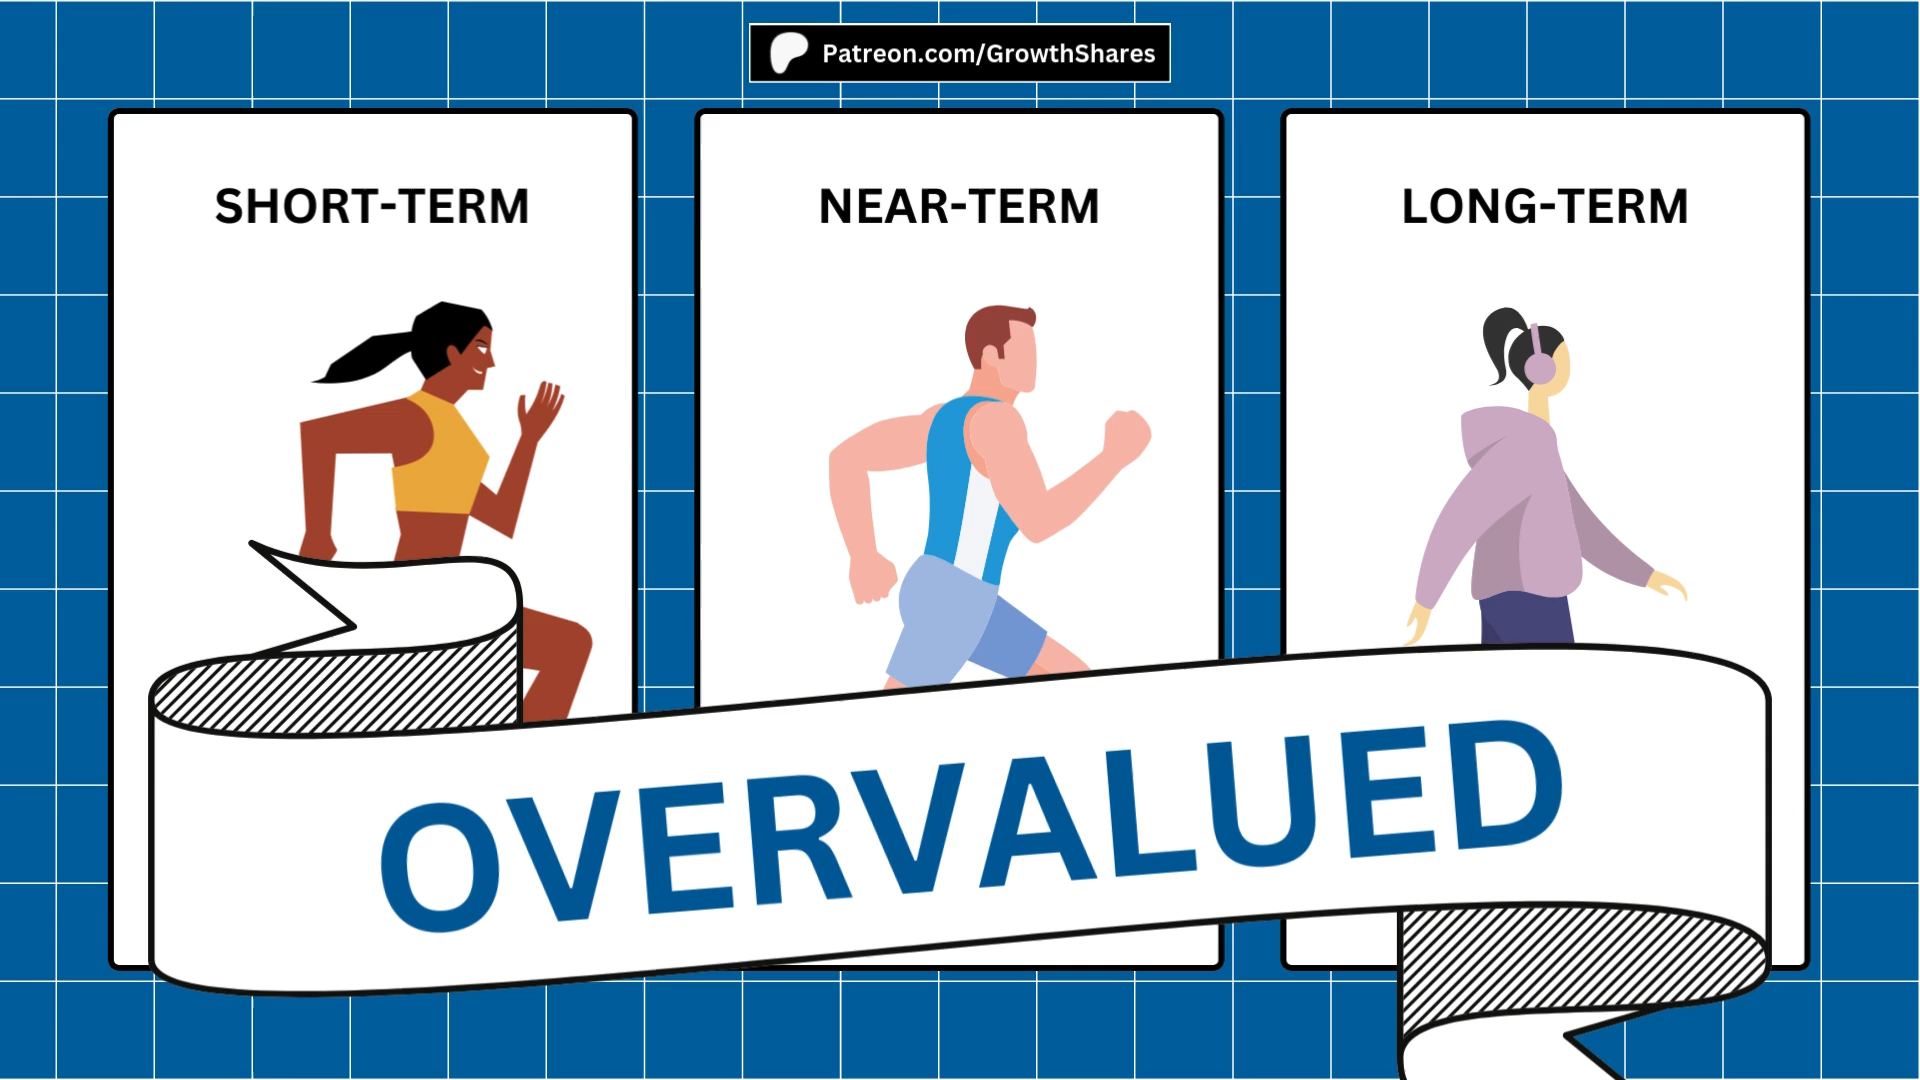 Patreon.com/GrowthShares
SHORT-TERM
NEAR-TERM
LONG-TERM
OVERVALUED